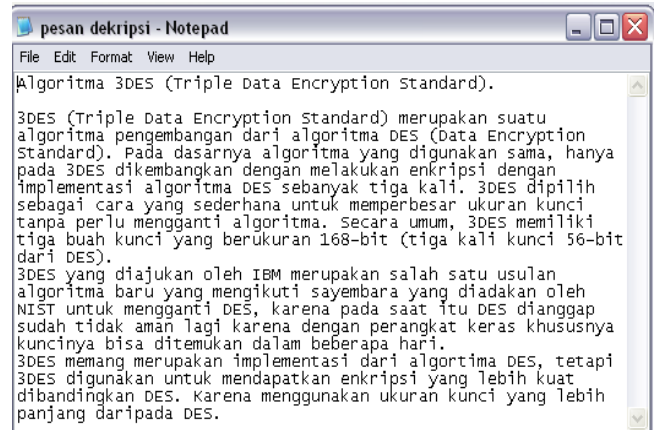 pesan dekripsi - Notepad
File Edit Format View Help
Algoritma 3DES (Triple Data Encryption Standard).
3DES (Triple Data Encryption Standard) merupakan suatu
algoritma pengembangan dari algoritma DES (Data Encryption
Standard). Pada dasarnya algoritma yang digunakan sama, hanya
pada 3DES dikembangkan dengan melakukan enkripsi dengan
implementasi algoritma DES sebanyak tiga kali. 3DES dipilih
sebagai cara yang sederhana untuk memperbesar ukuran kunci
tanpa perlu mengganti algoritma. Secara umum, 3DES memiliki
tiga buah kunci yang berukuran 168-bit (tiga kali kunci 56-bit
dari DES).
3DES yang diajukan oleh IBM merupakan salah satu usulan
algoritma baru yang mengikuti sayembara yang diadakan oleh
NIST untuk mengganti DES, karena pada saat itu DES dianggap
sudah tidak aman lagi karena dengan perangkat keras khususnya
kuncinya bisa ditemukan dalam beberapa hari.
3DES memang merupakan implementasi dari algortima DES, tetapi
3DES digunakan untuk mendapatkan enkripsi yang lebih kuat
dibandingkan DES. Karena menggunakan ukuran kunci yang lebih
panjang daripada DES.